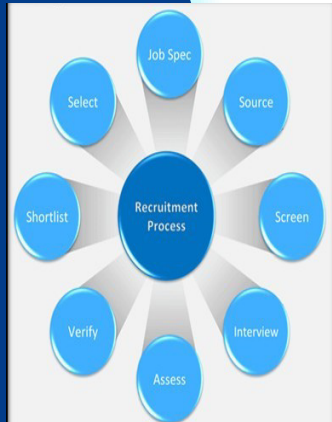 Job Spec
Source
Screen
Interview
Assess
Verify
Shortlist
Select
Recruitment
Process